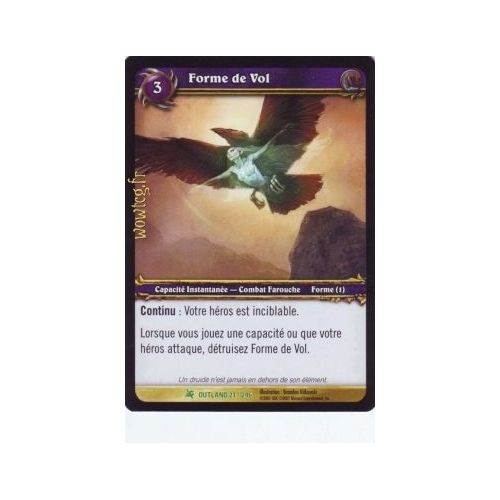 3
Forme de Vol
wowtcg.fr
Capacité Instantanée — Combat Farouche Forme (1)
Continu : Votre héros est inciblable.
Lorsque vous jouez une capacité ou que votre
héros attaque, détruisez Forme de Vol.
Un druide n'est jamais en dehors de son élément.
OUTLAND
Illustration :